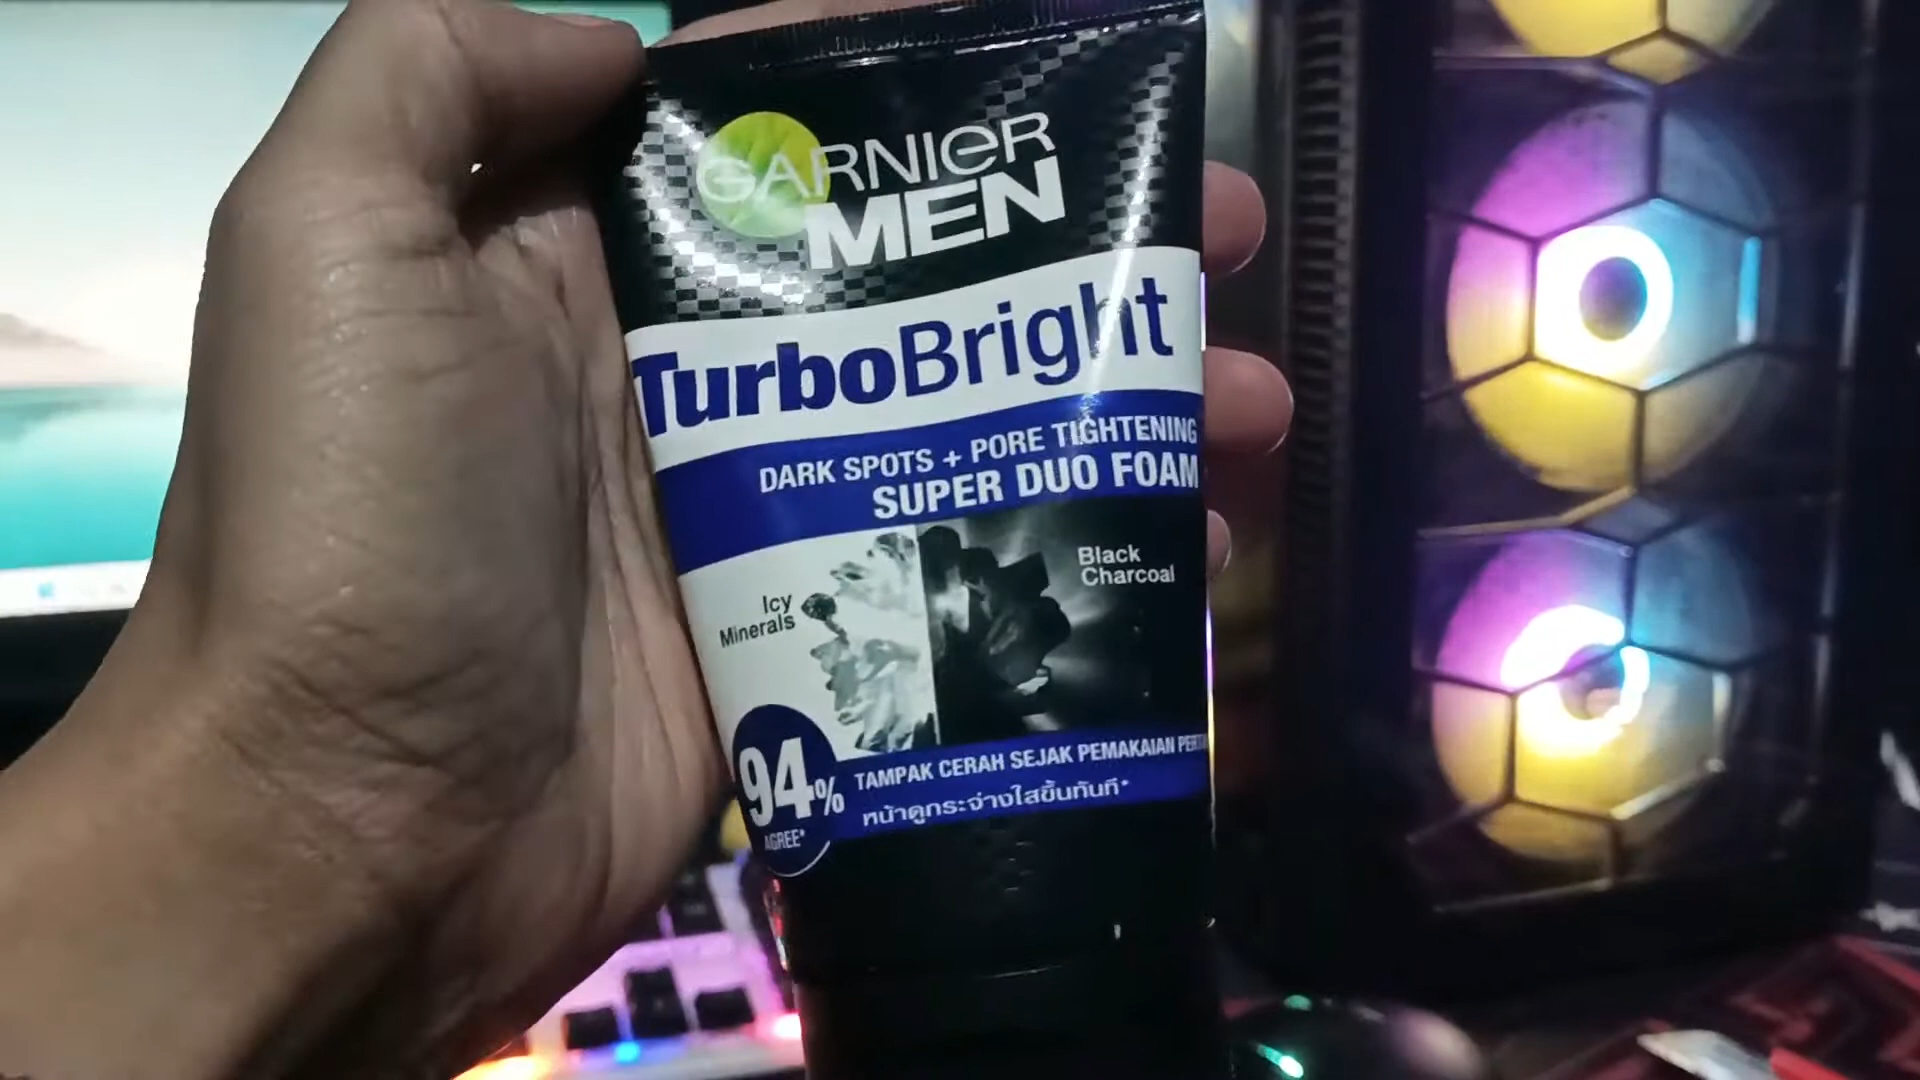 GARNIER
MEN
TurboBright
DARK SPOTS + PORE TIGHTENING
SUPER DUO FOAM
Icy
Minerals
Black
Charcoal
94%
AGREE*
TAMPAK CERAH SEJAK PEMAKAIAN
หน้าดูกระจ่างใสขึ้นทันที*